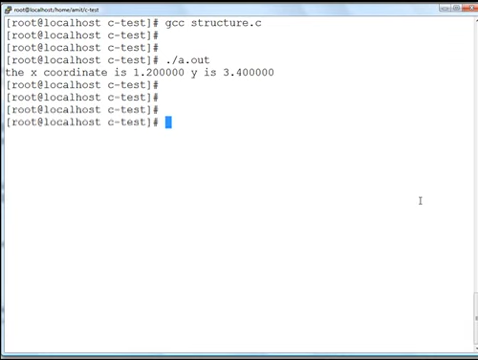 root@localhost/home/amit/c-test
[root@localhost c-test]# gcc structure.c
[root@localhost c-test]#
[root@localhost c-test]#
[root@localhost c-test]# ./a.out
the x coordinate is 1.200000 y is 3.400000
[root@localhost c-test]#
[root@localhost c-test]#
[root@localhost c-test]#
[root@localhost c-test]#